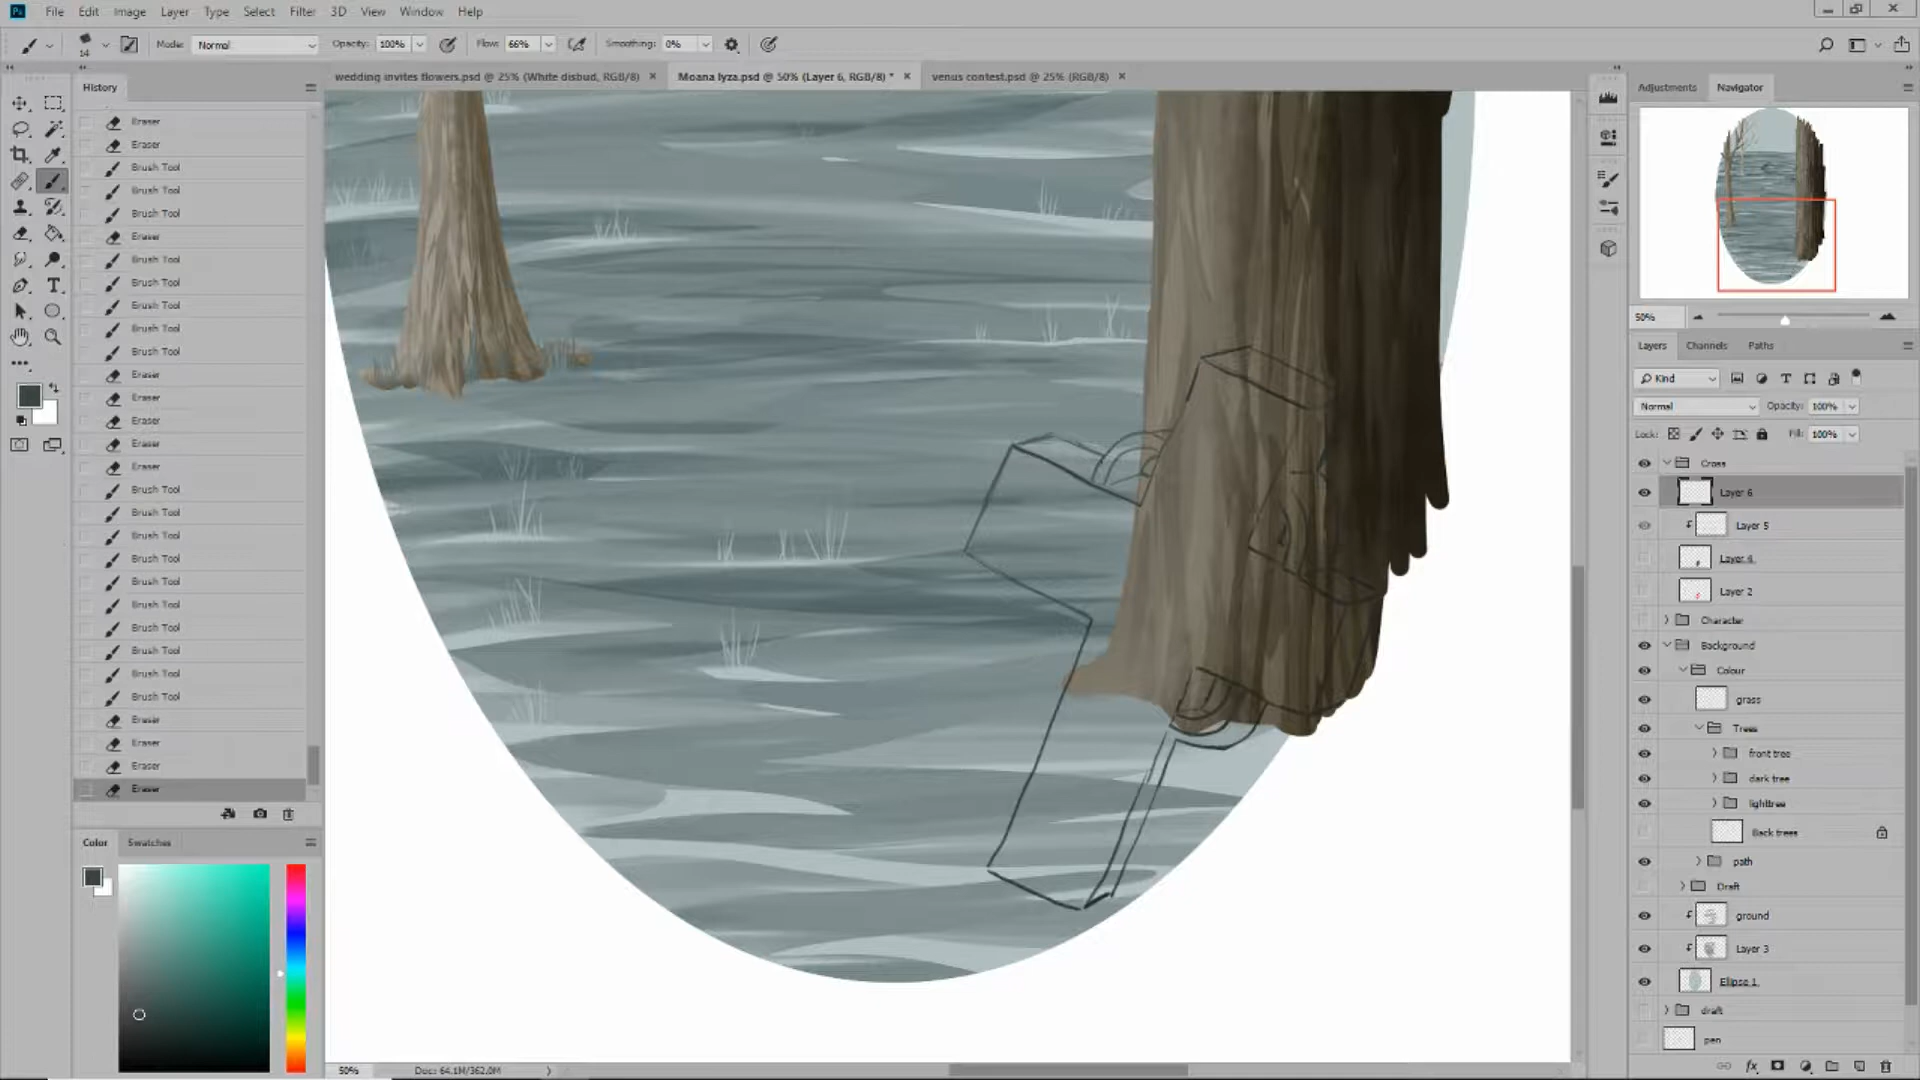 Ps File Edit Image Layer Type Select Filter 3D View Window Help
14 Mode: Normal Opacity: 100% Flow: 66% Smoothing: 0%
wedding invites flowers.psd @ 25% (White disbud, RGB/8) × Moana lyza.psd @ 50% (Layer 6, RGB/8) * × venus contest.psd @ 25% (RGB/8) ×
History
Eraser
Eraser
Brush Tool
Brush Tool
Brush Tool
Eraser
Brush Tool
Brush Tool
Brush Tool
Brush Tool
Brush Tool
Eraser
Eraser
Eraser
Eraser
Eraser
Brush Tool
Brush Tool
Brush Tool
Brush Tool
Brush Tool
Brush Tool
Brush Tool
Brush Tool
Brush Tool
Brush Tool
Eraser
Eraser
Eraser
Eraser
Color Swatches
50% Doc: 64.1M/362.0M
Adjustments Navigator
50%
Layers Channels Paths
Kind
Normal Opacity: 100%
Lock: Fill: 100%
Cross
Layer 6
Layer 5
Layer 4
Layer 2
Character
Background
Colour
grass
Trees
front tree
dark tree
lighttree
Back trees
path
Draft
ground
Layer 3
Ellipse 1
draft
pen